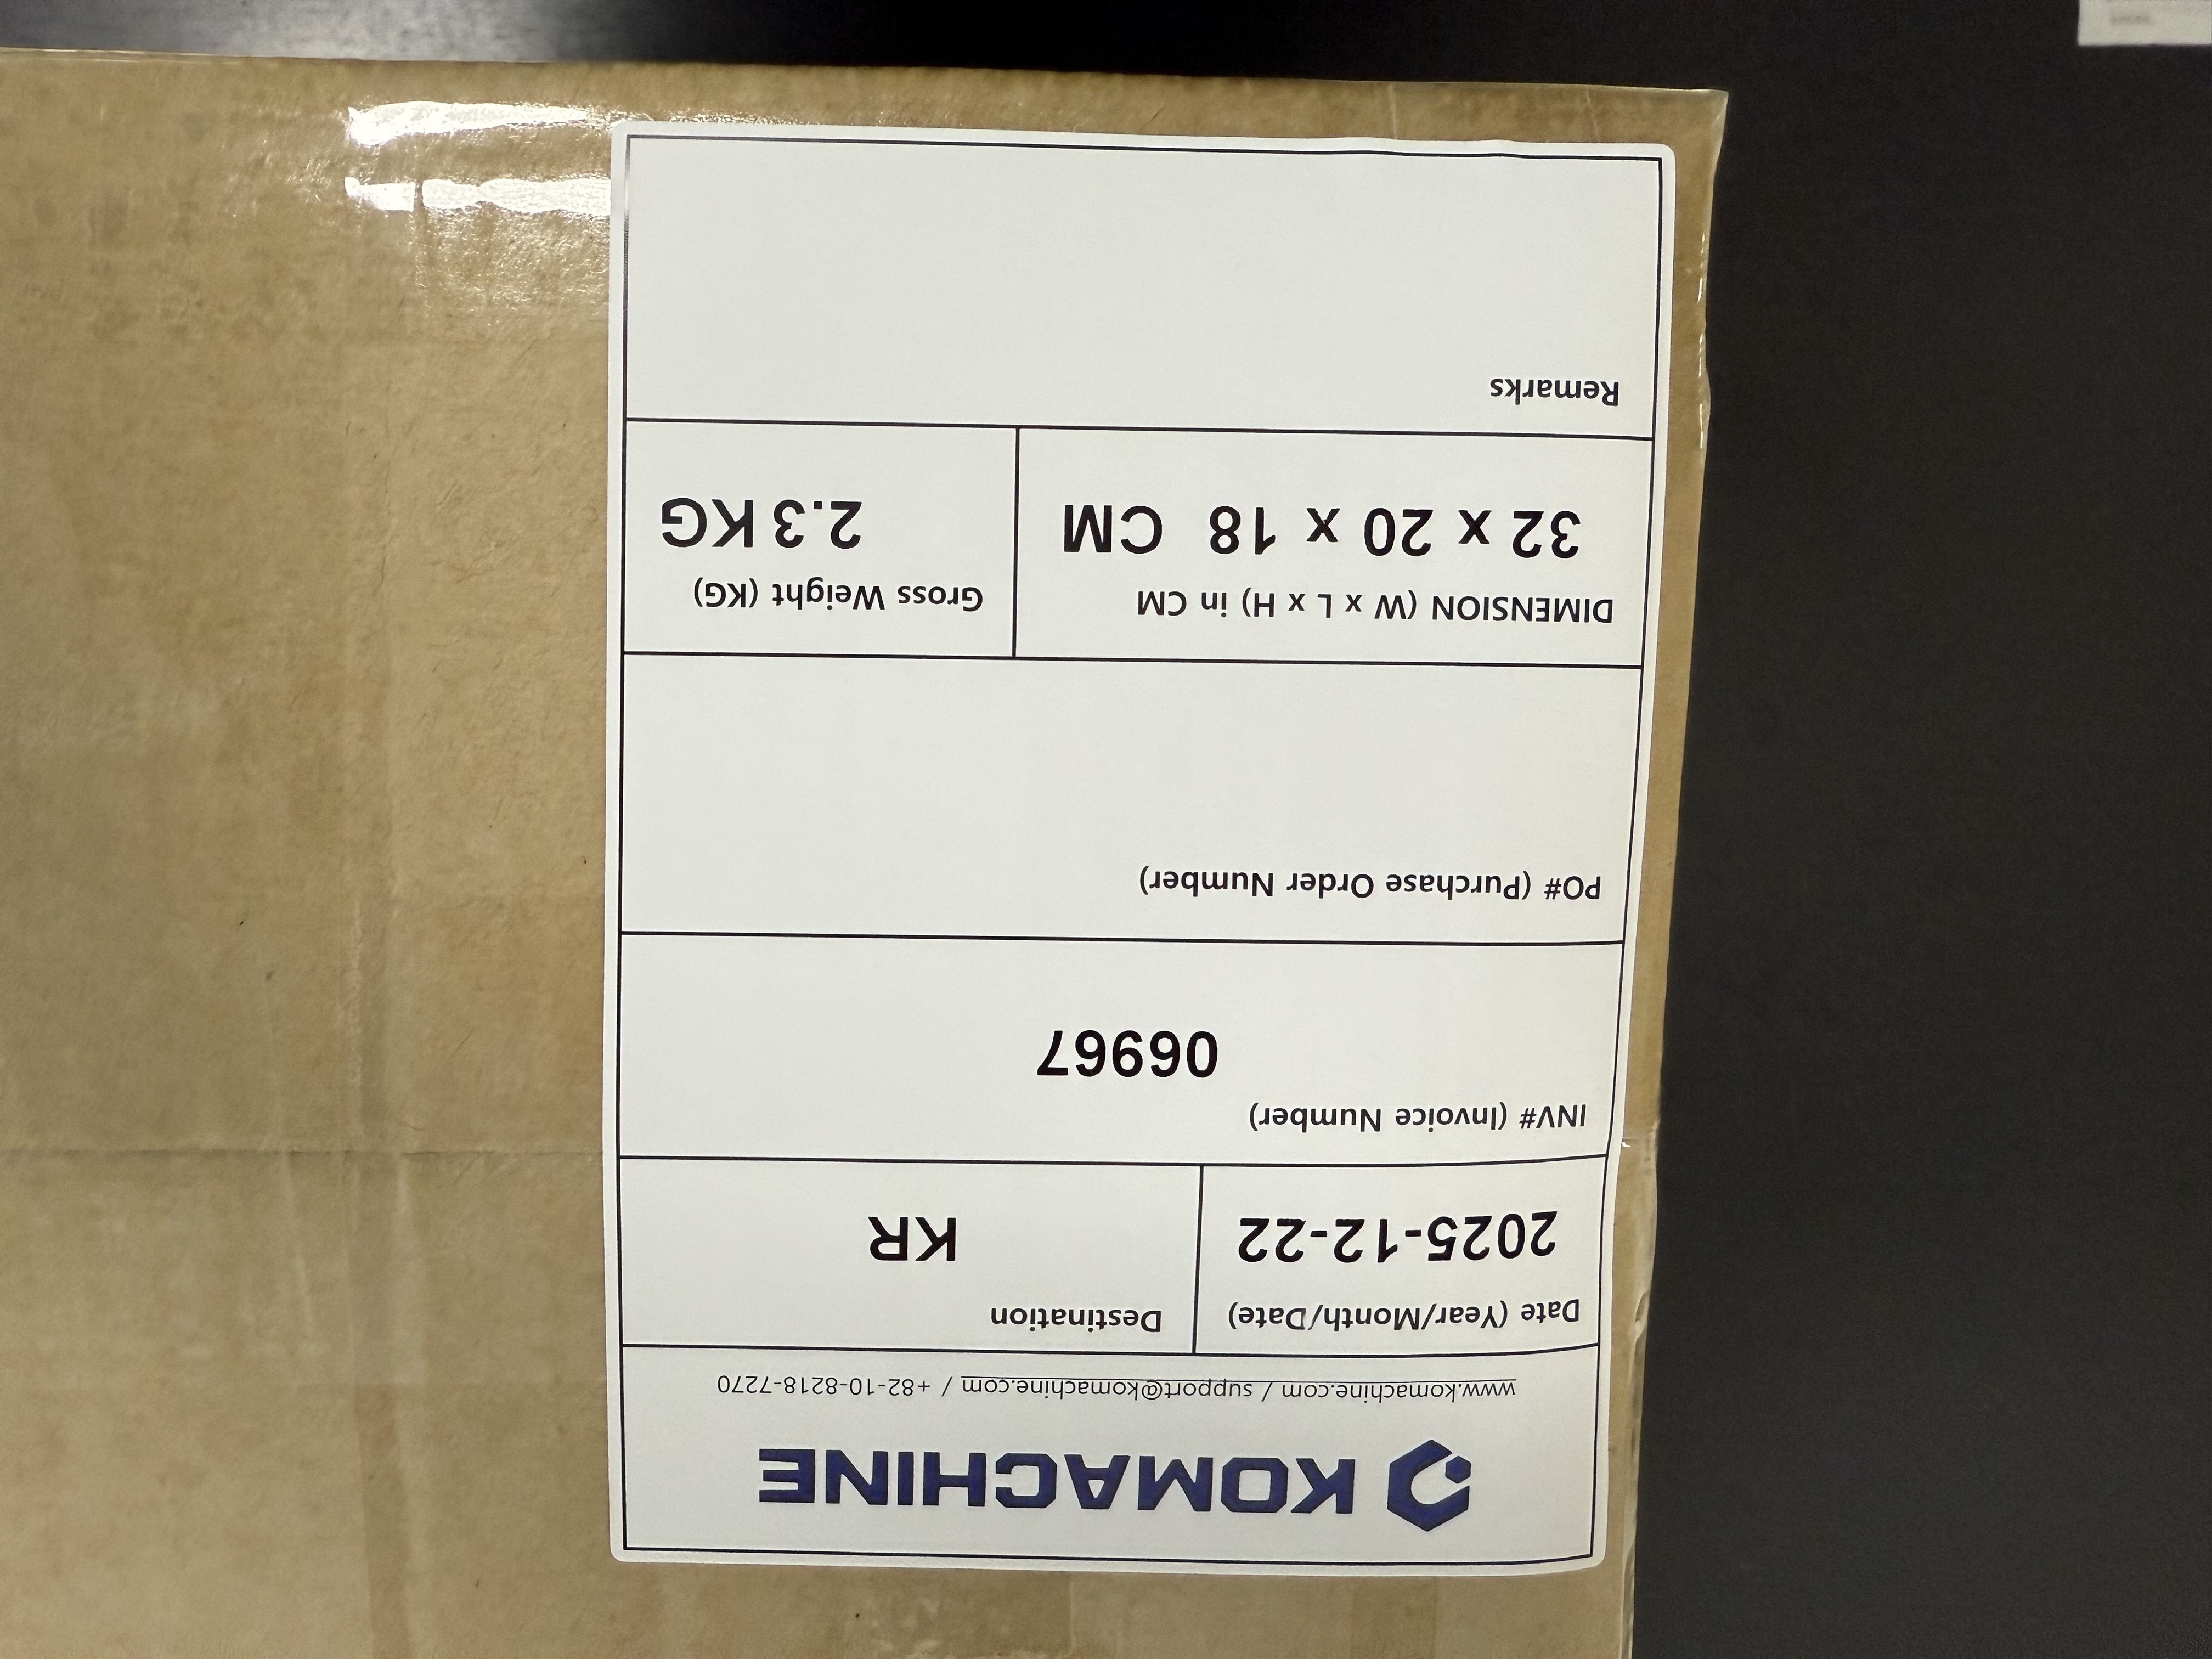 KOMACHINE
www.komachine.com / support@komachine.com / +82-10-8218-7270
Date (Year/Month/Date)
2025-12-22
Destination
KR
INV# (Invoice Number)
06967
PO# (Purchase Order Number)
DIMENSION (W x L x H) in CM
32 x 20 x 18 CM
Gross Weight (KG)
2.3 KG
Remarks